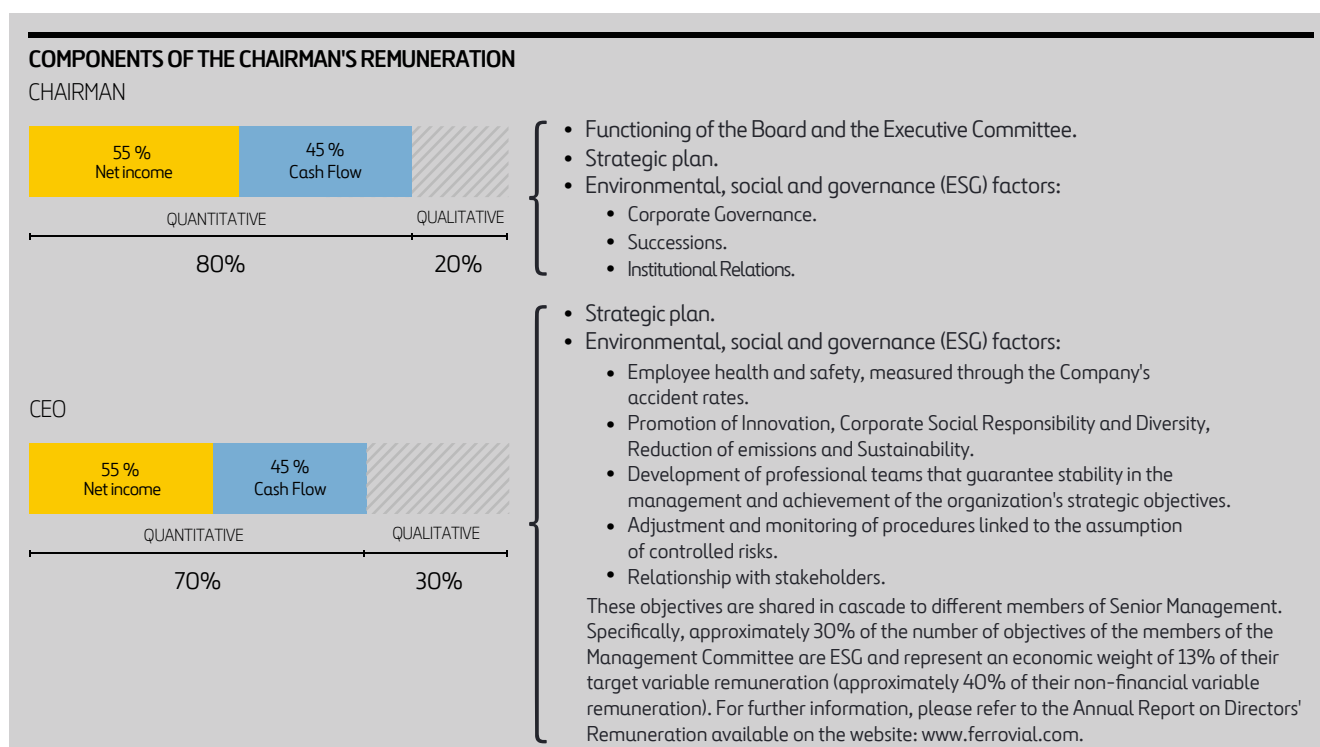 COMPONENTS OF THE CHAIRMAN'S REMUNERATION
CHAIRMAN
55 %
Net income
45 %
Cash Flow
QUANTITATIVE
QUALITATIVE
80%
20%
• Functioning of the Board and the Executive Committee.
• Strategic plan.
• Environmental, social and governance (ESG) factors:
• Corporate Governance.
• Successions.
• Institutional Relations.
CEO
55 %
Net income
45 %
Cash Flow
QUANTITATIVE
QUALITATIVE
70%
30%
• Strategic plan.
• Environmental, social and governance (ESG) factors:
• Employee health and safety, measured through the Company's
accident rates.
• Promotion of Innovation, Corporate Social Responsibility and Diversity,
Reduction of emissions and Sustainability.
• Development of professional teams that guarantee stability in the
management and achievement of the organization's strategic objectives.
• Adjustment and monitoring of procedures linked to the assumption
of controlled risks.
• Relationship with stakeholders.
These objectives are shared in cascade to different members of Senior Management.
Specifically, approximately 30% of the number of objectives of the members of the
Management Committee are ESG and represent an economic weight of 13% of their
target variable remuneration (approximately 40% of their non-financial variable
remuneration). For further information, please refer to the Annual Report on Directors'
Remuneration available on the website: www.ferrovial.com.